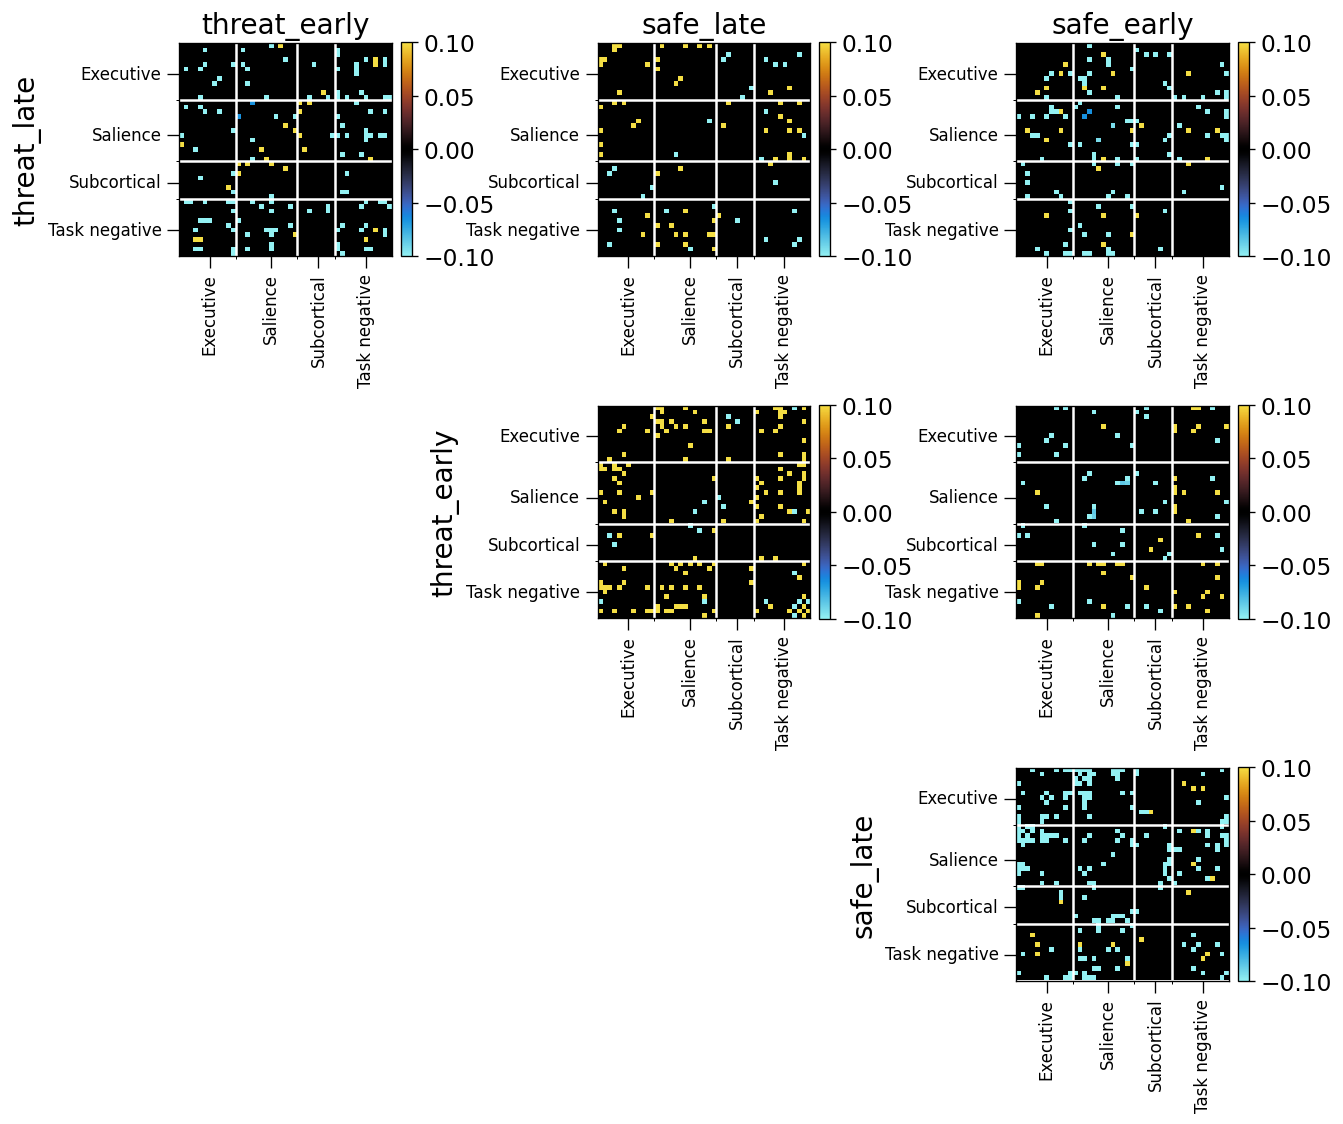 threat_early safe_late safe_early
threat_late
Executive
Salience
Subcortical
Task negative
0.10
0.05
0.00
−0.05
−0.10
Executive
Salience
Subcortical
Task negative
Executive
Salience
Subcortical
Task negative
0.10
0.05
0.00
−0.05
−0.10
Executive
Salience
Subcortical
Task negative
Executive
Salience
Subcortical
Task negative
0.10
0.05
0.00
−0.05
−0.10
Executive
Salience
Subcortical
Task negative
threat_early
Executive
Salience
Subcortical
Task negative
0.10
0.05
0.00
−0.05
−0.10
Executive
Salience
Subcortical
Task negative
Executive
Salience
Subcortical
Task negative
0.10
0.05
0.00
−0.05
−0.10
Executive
Salience
Subcortical
Task negative
safe_late
Executive
Salience
Subcortical
Task negative
0.10
0.05
0.00
−0.05
−0.10
Executive
Salience
Subcortical
Task negative